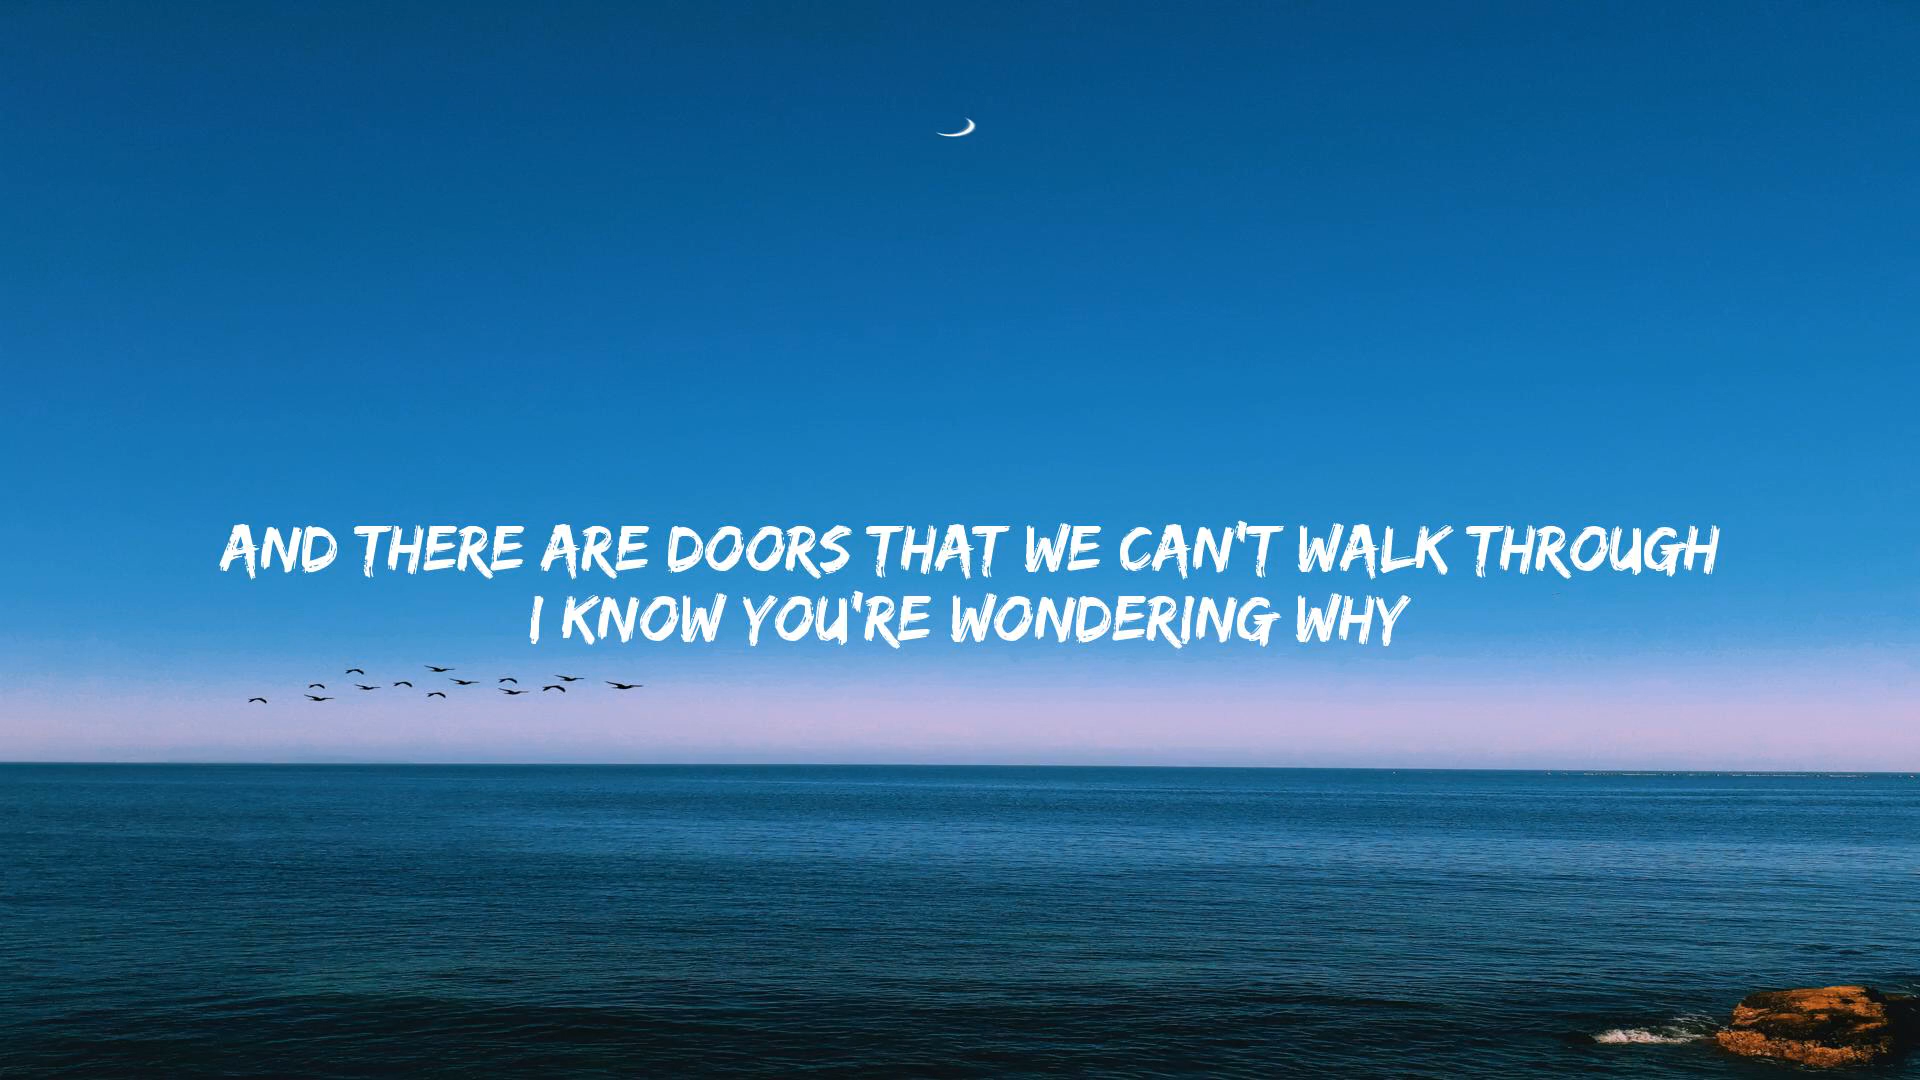 AND THERE ARE DOORS THAT WE CAN'T WALK THROUGH
I KNOW YOU'RE WONDERING WHY